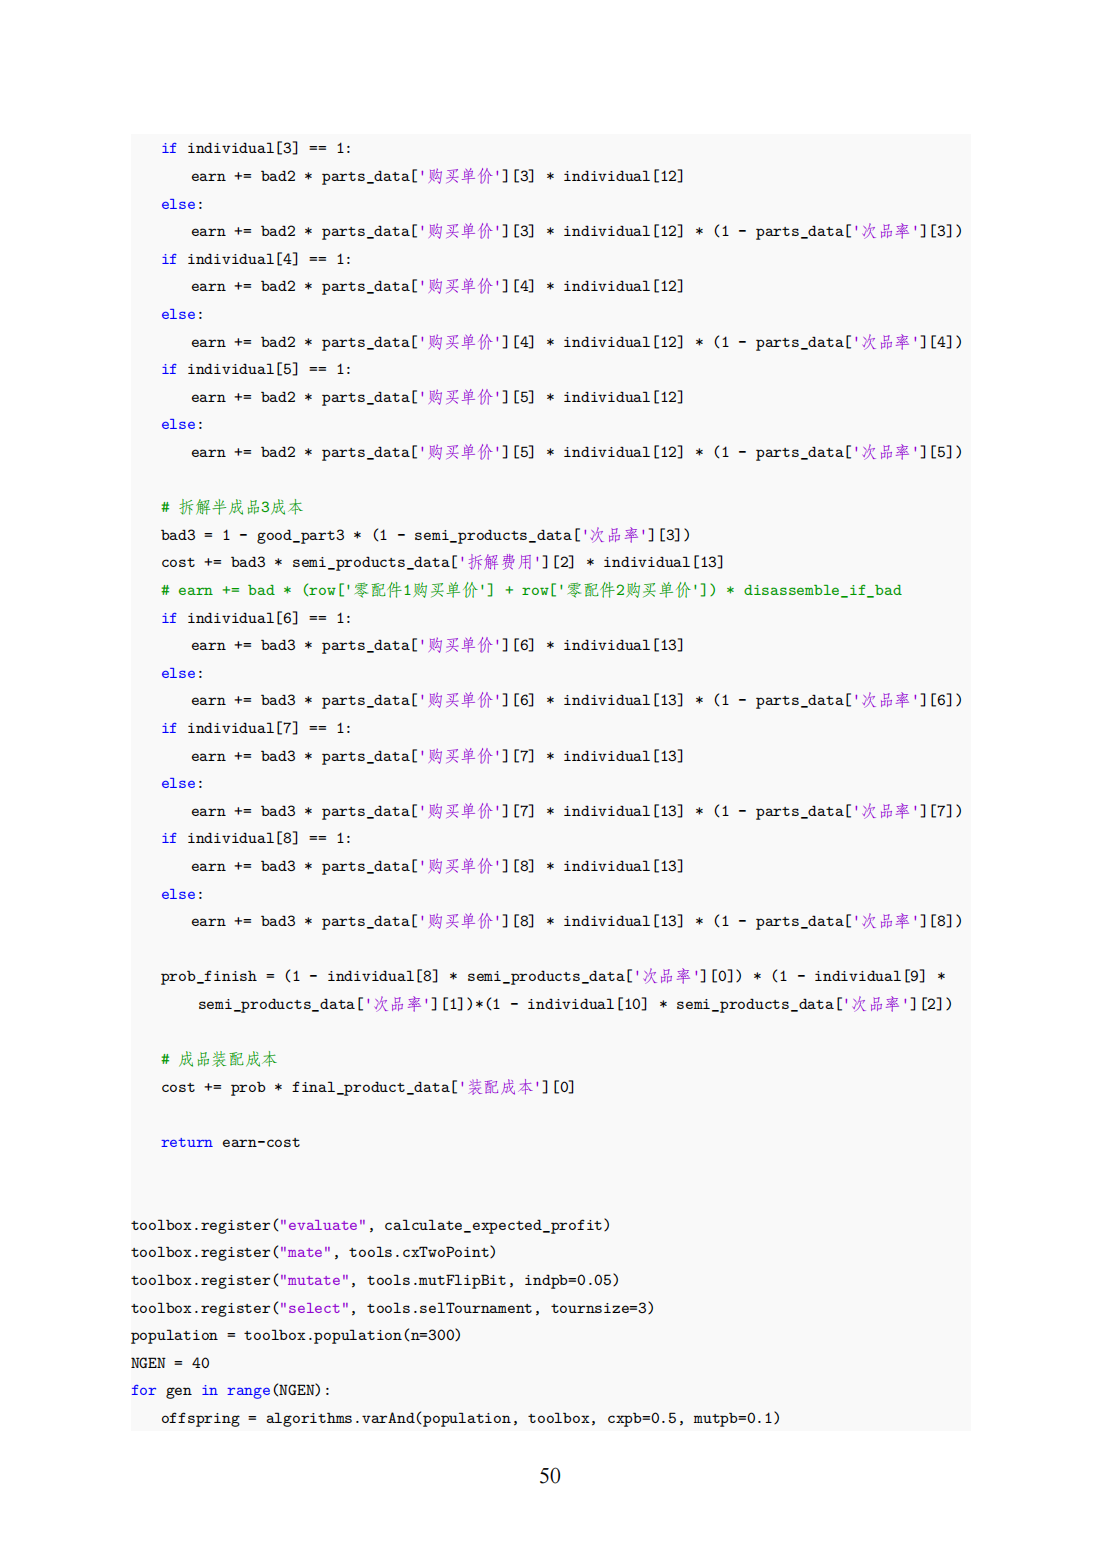 if individual[3] == 1:
earn += bad2 * parts_data['购买单价'][3] * individual[12]
else:
earn += bad2 * parts_data['购买单价'][3] * individual[12] * (1 - parts_data['次品率'][3])
if individual[4] == 1:
earn += bad2 * parts_data['购买单价'][4] * individual[12]
else:
earn += bad2 * parts_data['购买单价'][4] * individual[12] * (1 - parts_data['次品率'][4])
if individual[5] == 1:
earn += bad2 * parts_data['购买单价'][5] * individual[12]
else:
earn += bad2 * parts_data['购买单价'][5] * individual[12] * (1 - parts_data['次品率'][5])
# 拆解半成品3成本
bad3 = 1 - good_part3 * (1 - semi_products_data['次品率'][3])
cost += bad3 * semi_products_data['拆解费用'][2] * individual[13]
# earn += bad * (row['零配件1购买单价'] + row['零配件2购买单价']) * disassemble_if_bad
if individual[6] == 1:
earn += bad3 * parts_data['购买单价'][6] * individual[13]
else:
earn += bad3 * parts_data['购买单价'][6] * individual[13] * (1 - parts_data['次品率'][6])
if individual[7] == 1:
earn += bad3 * parts_data['购买单价'][7] * individual[13]
else:
earn += bad3 * parts_data['购买单价'][7] * individual[13] * (1 - parts_data['次品率'][7])
if individual[8] == 1:
earn += bad3 * parts_data['购买单价'][8] * individual[13]
else:
earn += bad3 * parts_data['购买单价'][8] * individual[13] * (1 - parts_data['次品率'][8])
prob_finish = (1 - individual[8] * semi_products_data['次品率'][0]) * (1 - individual[9] *
semi_products_data['次品率'][1])*(1 - individual[10] * semi_products_data['次品率'][2])
# 成品装配成本
cost += prob * final_product_data['装配成本'][0]
return earn-cost
toolbox.register("evaluate", calculate_expected_profit)
toolbox.register("mate", tools.cxTwoPoint)
toolbox.register("mutate", tools.mutFlipBit, indpb=0.05)
toolbox.register("select", tools.selTournament, tournsize=3)
population = toolbox.population(n=300)
NGEN = 40
for gen in range(NGEN):
offspring = algorithms.varAnd(population, toolbox, cxpb=0.5, mutpb=0.1)
50